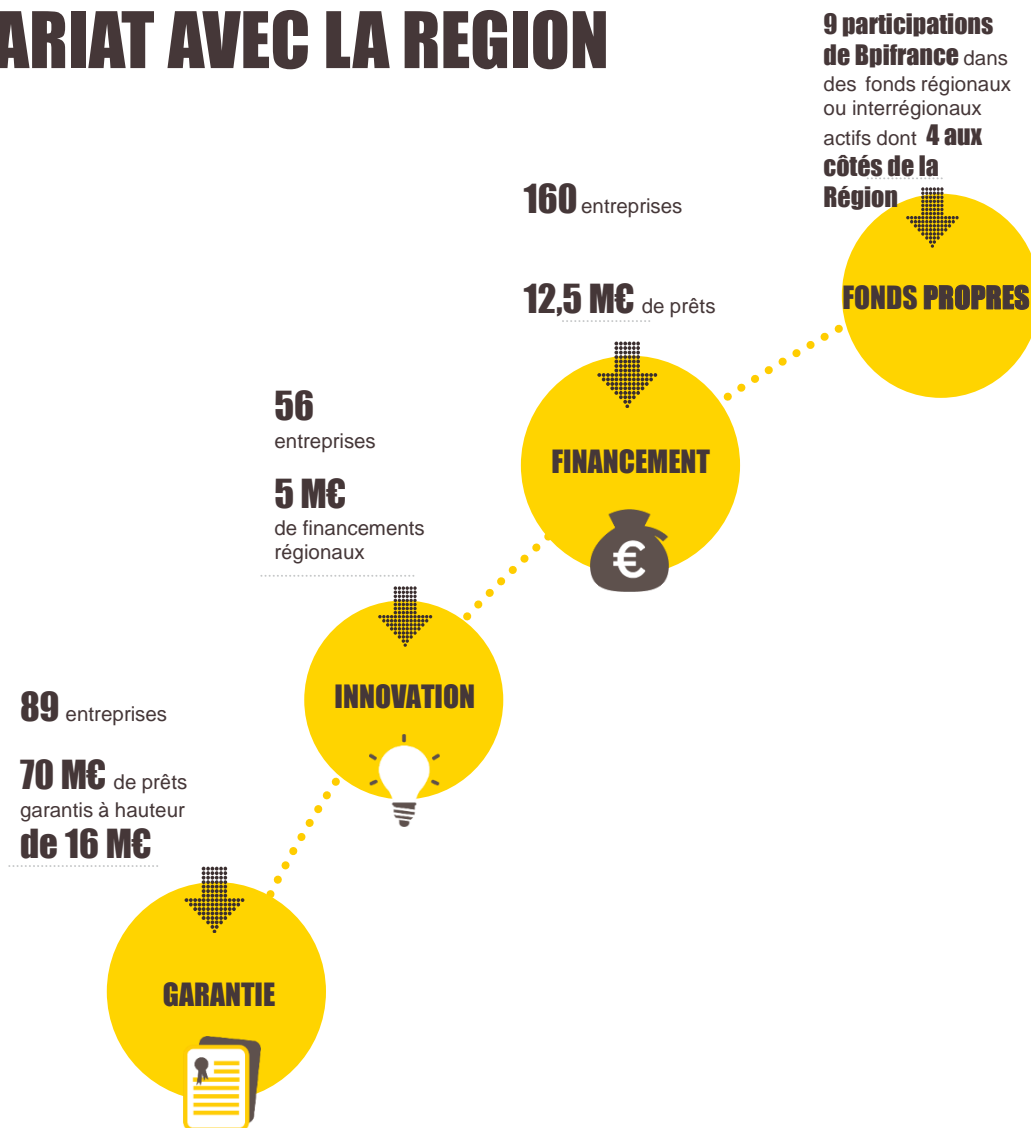 ARIAT AVEC LA REGION
9 participations
de Bpifrance dans
des fonds régionaux
ou interrégionaux
actifs dont 4 aux
côtés de la
Région
FONDS PROPRES
160 entreprises
12,5 M€ de prêts
FINANCEMENT
€
56
entreprises
5 M€
de financements
régionaux
INNOVATION
89 entreprises
70 M€ de prêts
garantis à hauteur
de 16 M€
GARANTIE